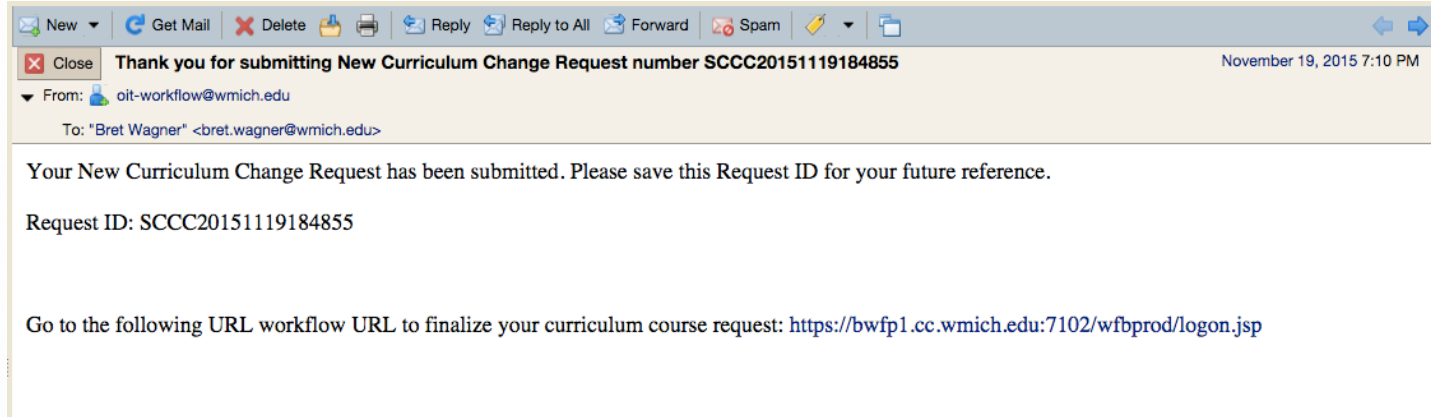 New Get Mail Delete Reply Reply to All Forward Spam
Close Thank you for submitting New Curriculum Change Request number SCCC20151119184855 November 19, 2015 7:10 PM
From: oit-workflow@wmich.edu
To: "Bret Wagner" <bret.wagner@wmich.edu>
Your New Curriculum Change Request has been submitted. Please save this Request ID for your future reference.
Request ID: SCCC20151119184855
Go to the following URL workflow URL to finalize your curriculum course request: https://bwfp1.cc.wmich.edu:7102/wfbprod/logon.jsp